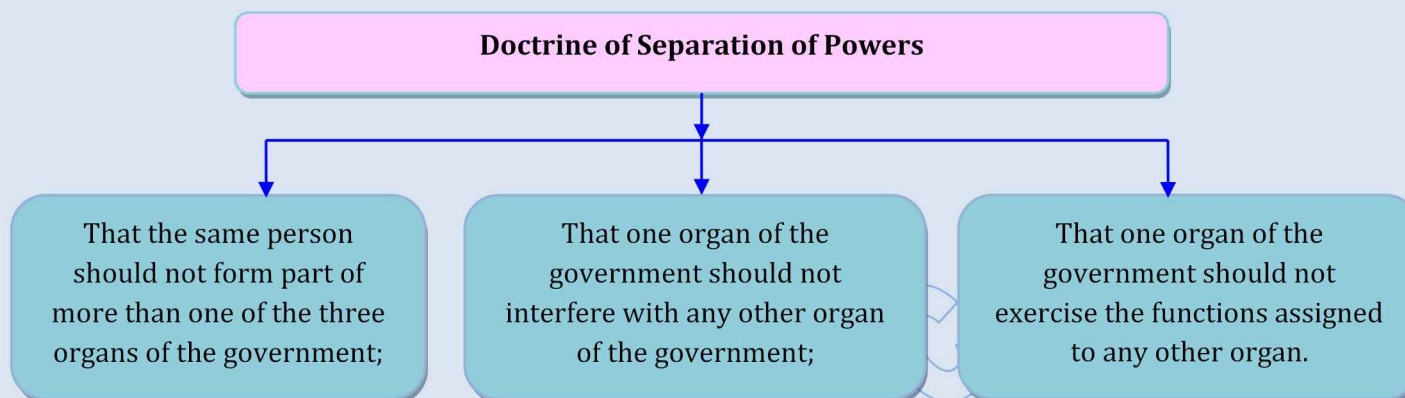 Doctrine of Separation of Powers
That the same person
should not form part of
more than one of the three
organs of the government;
That one organ of the
government should not
interfere with any other organ
of the government;
That one organ of the
government should not
exercise the functions assigned
to any other organ.